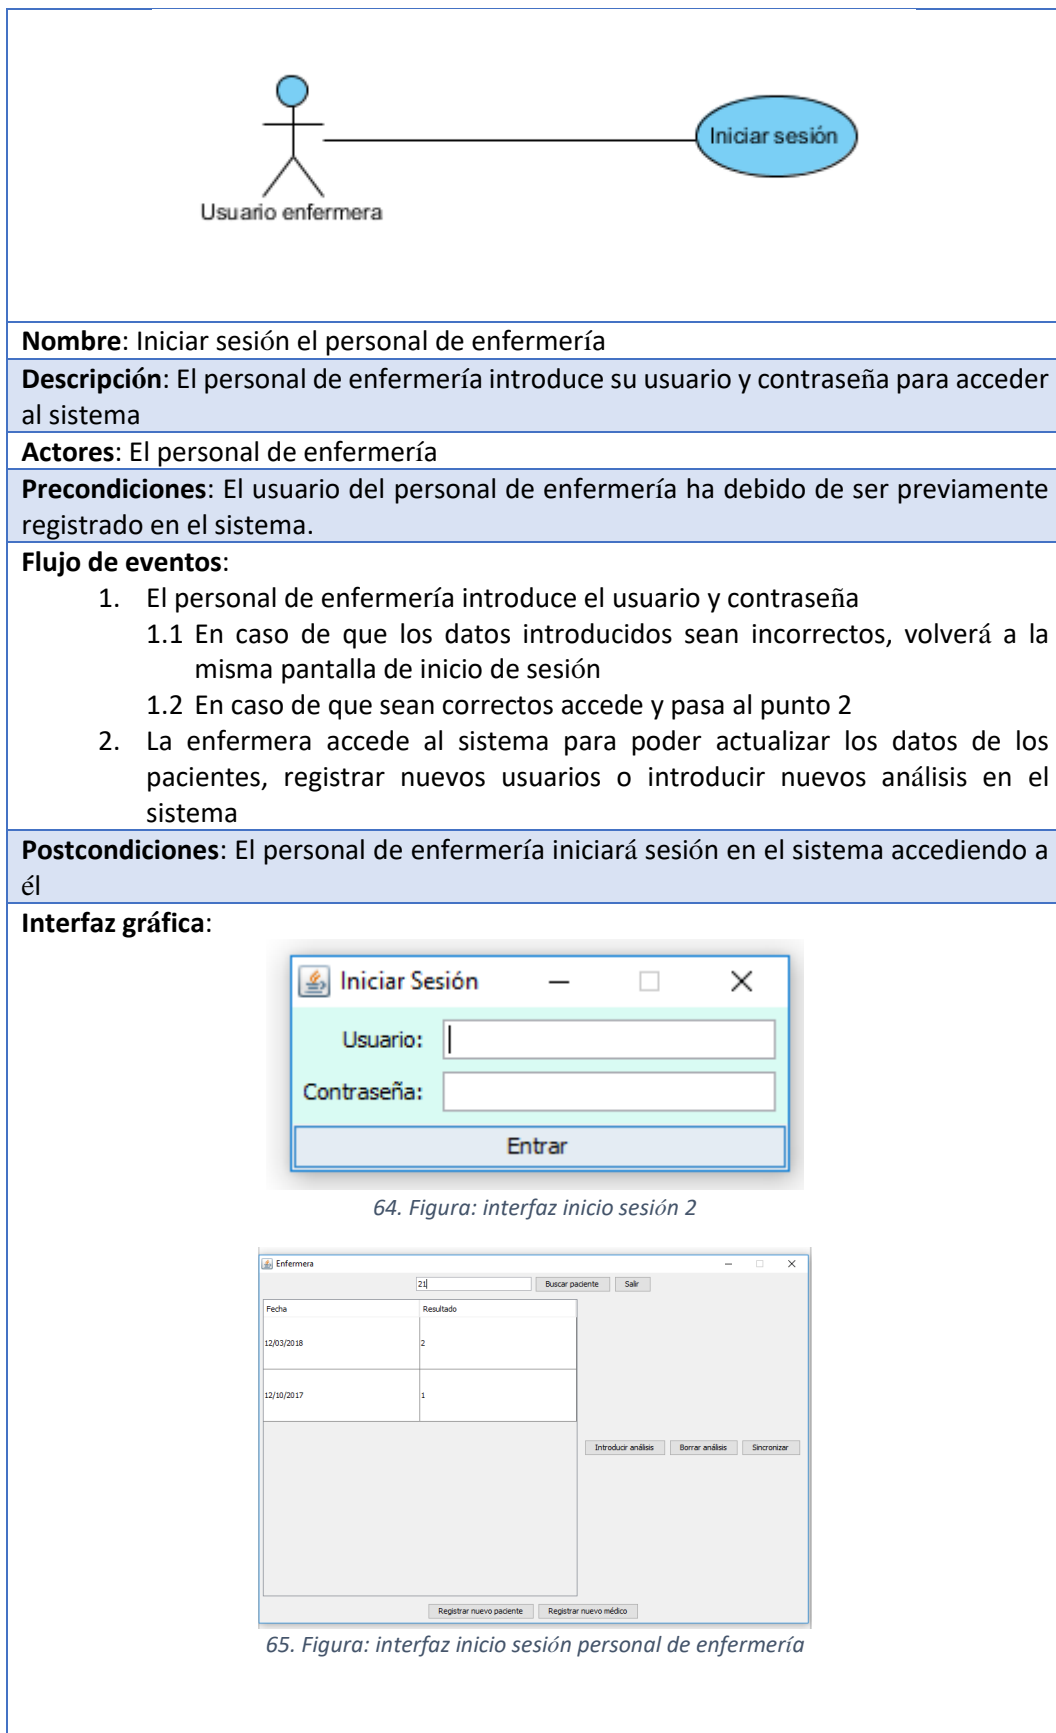 Iniciar sesión
Usuario enfermera
Nombre: Iniciar sesión el personal de enfermería
Descripción: El personal de enfermería introduce su usuario y contraseña para acceder
al sistema
Actores: El personal de enfermería
Precondiciones: El usuario del personal de enfermería ha debido de ser previamente
registrado en el sistema.
Flujo de eventos:
1. El personal de enfermería introduce el usuario y contraseña
1.1 En caso de que los datos introducidos sean incorrectos, volverá a la
misma pantalla de inicio de sesión
1.2 En caso de que sean correctos accede y pasa al punto 2
2. La enfermera accede al sistema para poder actualizar los datos de los
pacientes, registrar nuevos usuarios o introducir nuevos análisis en el
sistema
Postcondiciones: El personal de enfermería iniciará sesión en el sistema accediendo a
él
Interfaz gráfica:
Iniciar Sesión
Usuario:
Contraseña:
Entrar
64. Figura: interfaz inicio sesión 2
Enfermera
21 Buscar paciente Salir
Fecha Resultado
12/03/2018 2
12/10/2017 1
Introducir análisis Borrar análisis Sincronizar
Registrar nuevo paciente Registrar nuevo médico
65. Figura: interfaz inicio sesión personal de enfermería